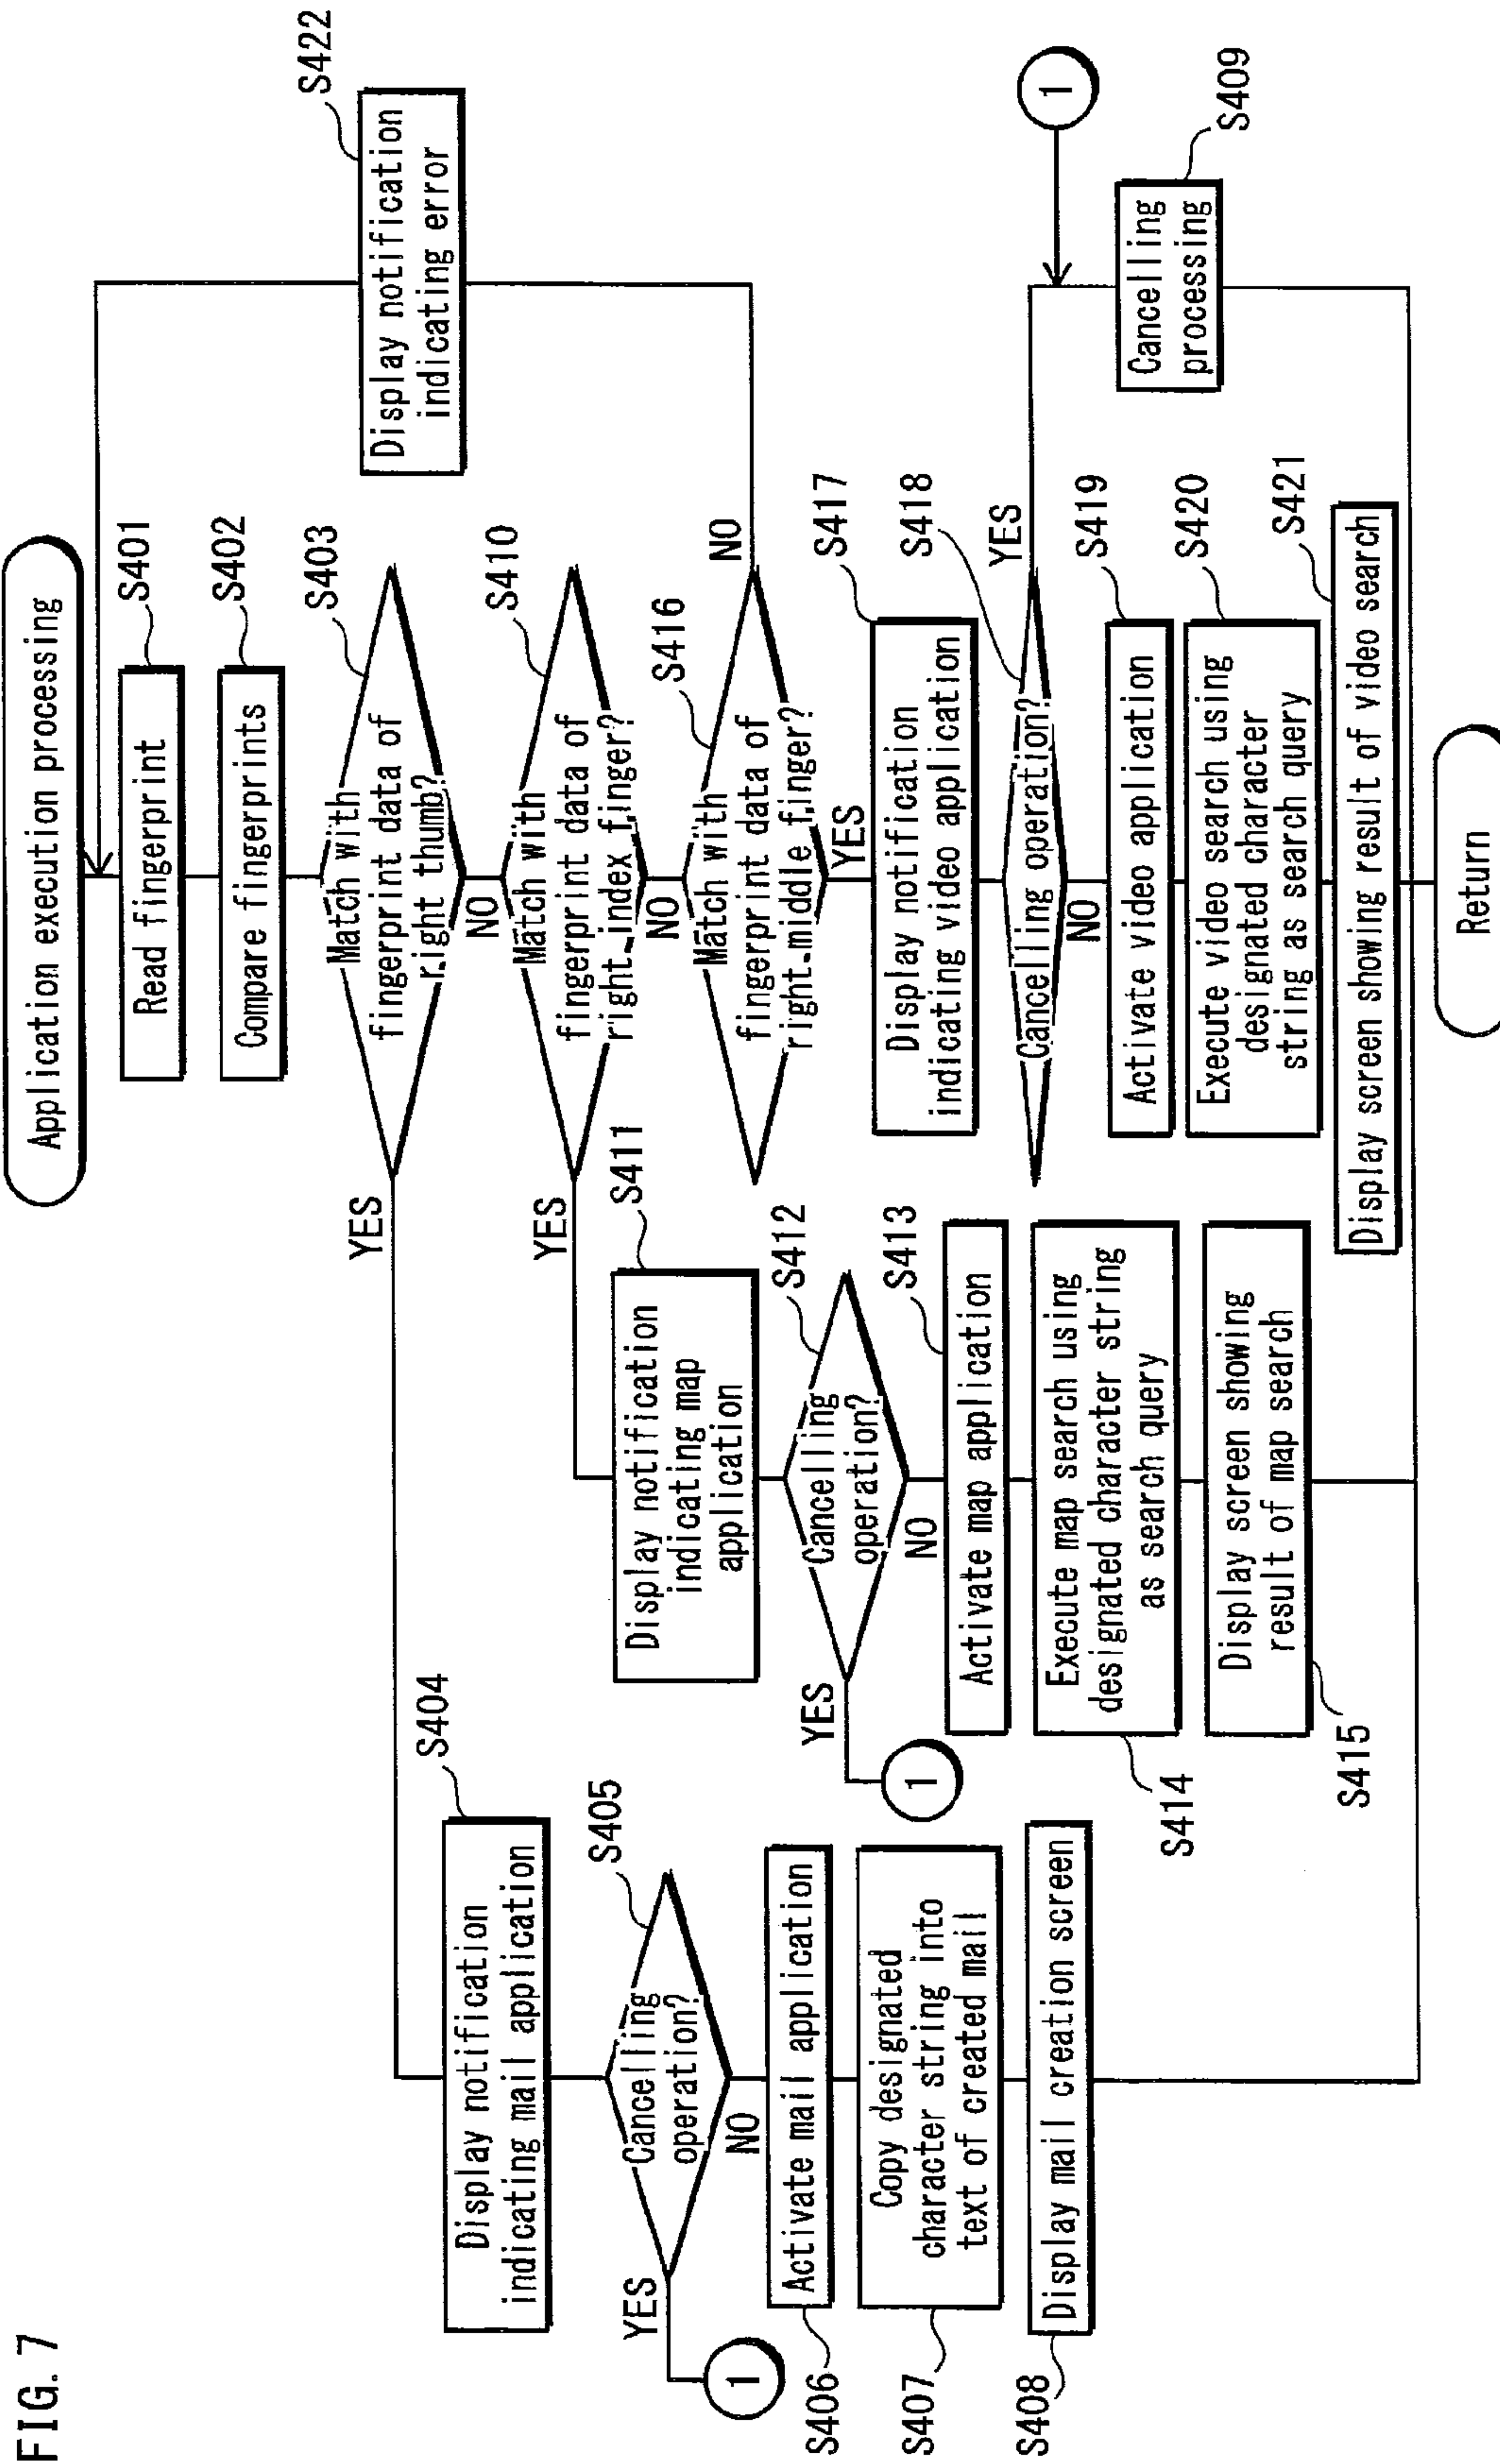 FIG. 7
Application execution processing
S401
Read fingerprint
S402
Compare fingerprints
S403
Match with
fingerprint data of
right thumb?
YES
NO
S404
Display notification
indicating mail application
S405
Cancelling
operation?
YES
NO
1
S406
Activate mail application
S407
Copy designated
character string into
text of created mail
S408
Display mail creation screen
S410
Match with
fingerprint data of
right-index finger?
YES
NO
S411
Display notification
indicating map
application
S412
Cancelling
operation?
YES
NO
1
S413
Activate map application
S414
Execute map search using
designated character string
as search query
S415
Display screen showing
result of map search
S416
Match with
fingerprint data of
right-middle finger?
NO
YES
S422
Display notification
indicating error
S417
Display notification
indicating video application
S418
Cancelling operation?
YES
NO
1
S409
Cancelling
processing
S419
Activate video application
S420
Execute video search using
designated character
string as search query
S421
Display screen showing result of video search
Return